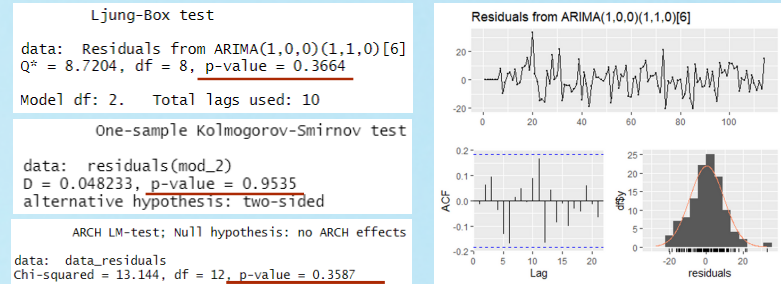 Ljung-Box test
data:  Residuals from ARIMA(1,0,0)(1,1,0)[6]
Q* = 8.7204, df = 8, p-value = 0.3664
Model df: 2.   Total lags used: 10
One-sample Kolmogorov-Smirnov test
data:  residuals(mod_2)
D = 0.048233, p-value = 0.9535
alternative hypothesis: two-sided
ARCH LM-test; Null hypothesis: no ARCH effects
data:  data_residuals
Chi-squared = 13.144, df = 12, p-value = 0.3587
Residuals from ARIMA(1,0,0)(1,1,0)[6]
20
0
-20
0 20 40 60 80 100
0.2
0.1
0.0
-0.1
-0.2
ACF
0 5 10 15 20
Lag
25
20
15
10
5
0
df$y
-20 0 20
residuals